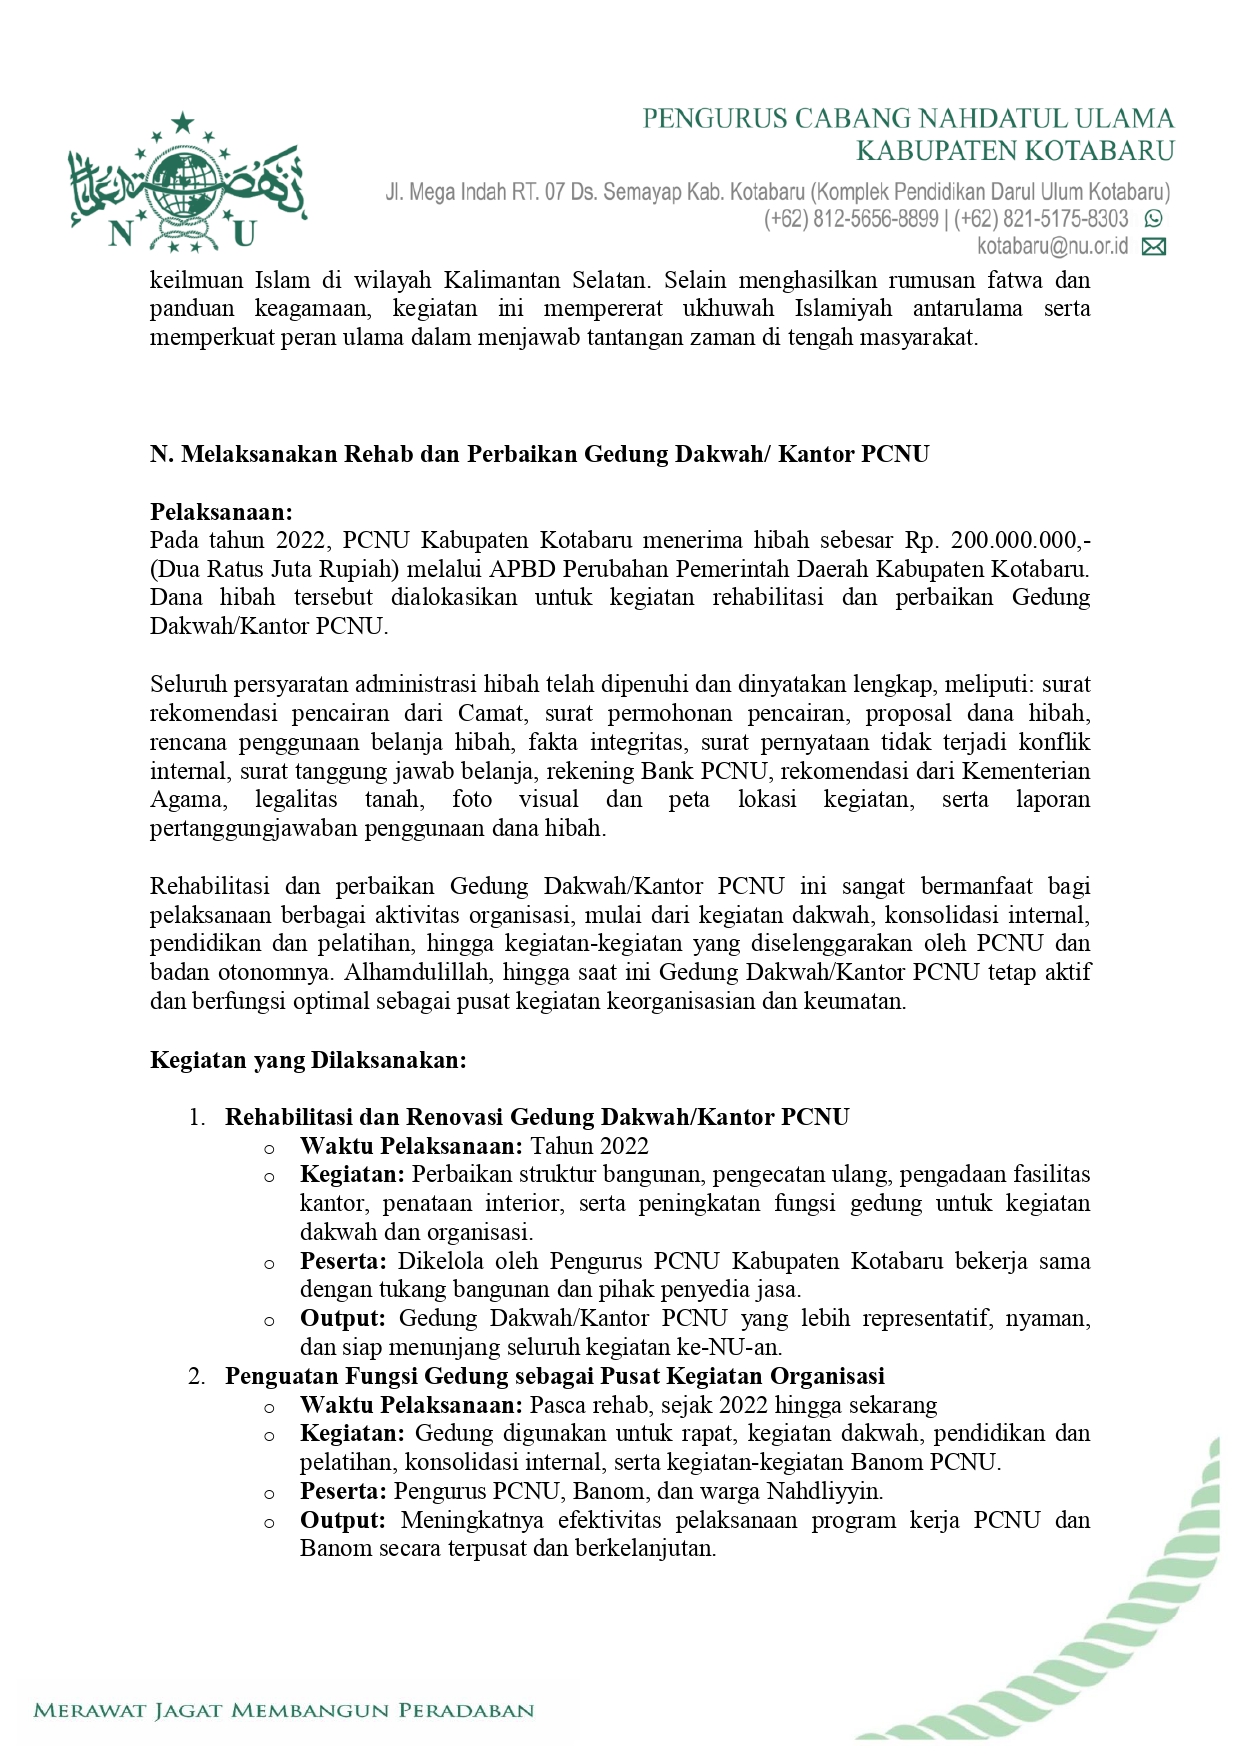 نهضة العلماء
N U
PENGURUS CABANG NAHDATUL ULAMA
KABUPATEN KOTABARU
Jl. Mega Indah RT. 07 Ds. Semayap Kab. Kotabaru (Komplek Pendidikan Darul Ulum Kotabaru)
(+62) 812-5656-8899 | (+62) 821-5175-8303
kotabaru@nu.or.id
keilmuan Islam di wilayah Kalimantan Selatan. Selain menghasilkan rumusan fatwa dan
panduan keagamaan, kegiatan ini mempererat ukhuwah Islamiyah antarulama serta
memperkuat peran ulama dalam menjawab tantangan zaman di tengah masyarakat.
N. Melaksanakan Rehab dan Perbaikan Gedung Dakwah/ Kantor PCNU
Pelaksanaan:
Pada tahun 2022, PCNU Kabupaten Kotabaru menerima hibah sebesar Rp. 200.000.000,-
(Dua Ratus Juta Rupiah) melalui APBD Perubahan Pemerintah Daerah Kabupaten Kotabaru.
Dana hibah tersebut dialokasikan untuk kegiatan rehabilitasi dan perbaikan Gedung
Dakwah/Kantor PCNU.
Seluruh persyaratan administrasi hibah telah dipenuhi dan dinyatakan lengkap, meliputi: surat
rekomendasi pencairan dari Camat, surat permohonan pencairan, proposal dana hibah,
rencana penggunaan belanja hibah, fakta integritas, surat pernyataan tidak terjadi konflik
internal, surat tanggung jawab belanja, rekening Bank PCNU, rekomendasi dari Kementerian
Agama, legalitas tanah, foto visual dan peta lokasi kegiatan, serta laporan
pertanggungjawaban penggunaan dana hibah.
Rehabilitasi dan perbaikan Gedung Dakwah/Kantor PCNU ini sangat bermanfaat bagi
pelaksanaan berbagai aktivitas organisasi, mulai dari kegiatan dakwah, konsolidasi internal,
pendidikan dan pelatihan, hingga kegiatan-kegiatan yang diselenggarakan oleh PCNU dan
badan otonomnya. Alhamdulillah, hingga saat ini Gedung Dakwah/Kantor PCNU tetap aktif
dan berfungsi optimal sebagai pusat kegiatan keorganisasian dan keumatan.
Kegiatan yang Dilaksanakan:
1. Rehabilitasi dan Renovasi Gedung Dakwah/Kantor PCNU
o Waktu Pelaksanaan: Tahun 2022
o Kegiatan: Perbaikan struktur bangunan, pengecatan ulang, pengadaan fasilitas
kantor, penataan interior, serta peningkatan fungsi gedung untuk kegiatan
dakwah dan organisasi.
o Peserta: Dikelola oleh Pengurus PCNU Kabupaten Kotabaru bekerja sama
dengan tukang bangunan dan pihak penyedia jasa.
o Output: Gedung Dakwah/Kantor PCNU yang lebih representatif, nyaman,
dan siap menunjang seluruh kegiatan ke-NU-an.
2. Penguatan Fungsi Gedung sebagai Pusat Kegiatan Organisasi
o Waktu Pelaksanaan: Pasca rehab, sejak 2022 hingga sekarang
o Kegiatan: Gedung digunakan untuk rapat, kegiatan dakwah, pendidikan dan
pelatihan, konsolidasi internal, serta kegiatan-kegiatan Banom PCNU.
o Peserta: Pengurus PCNU, Banom, dan warga Nahdliyyin.
o Output: Meningkatnya efektivitas pelaksanaan program kerja PCNU dan
Banom secara terpusat dan berkelanjutan.
MERAWAT JAGAT MEMBANGUN PERADABAN